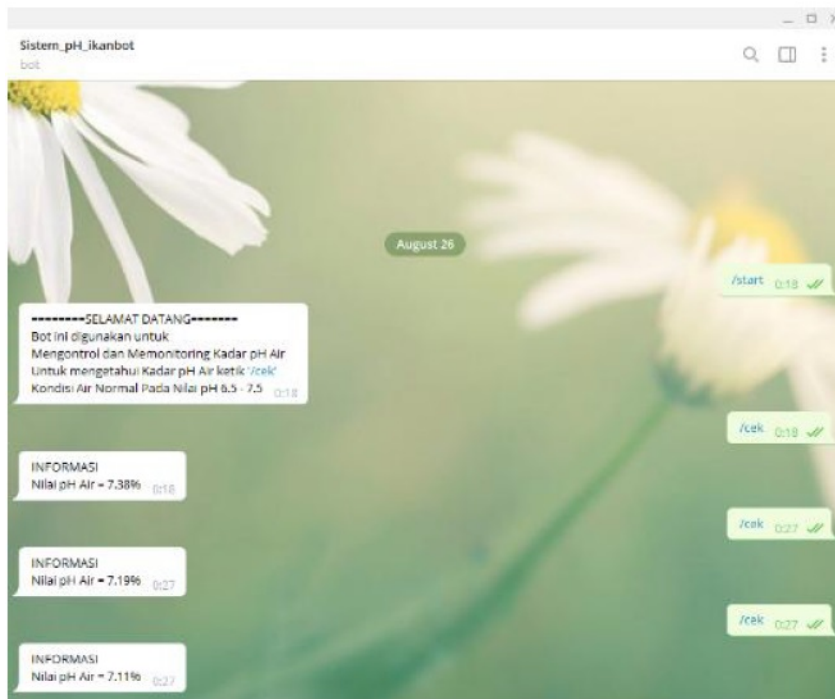 Sistem_pH_ikanbot
bot
August 26
/start 0:18
========SELAMAT DATANG=======
Bot ini digunakan untuk
Mengontrol dan Memonitoring Kadar pH Air
Untuk mengetahui Kadar pH Air ketik '/cek'
Kondisi Air Normal Pada Nilai pH 6.5 - 7.5 0:18
/cek 0:18
INFORMASI
Nilai pH Air = 7.38% 0:18
/cek 0:27
INFORMASI
Nilai pH Air = 7.19% 0:27
/cek 0:27
INFORMASI
Nilai pH Air = 7.11% 0:27